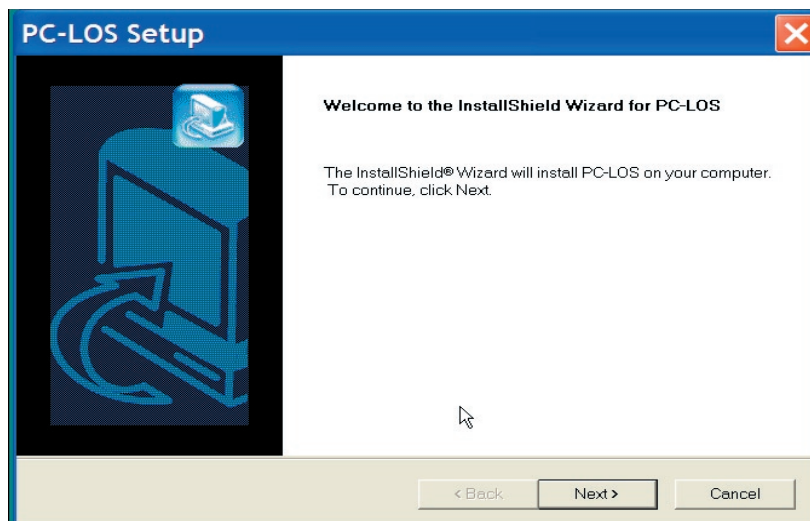 PC-LOS Setup
Welcome to the InstallShield Wizard for PC-LOS
The InstallShield® Wizard will install PC-LOS on your computer.
To continue, click Next.
< Back
Next >
Cancel